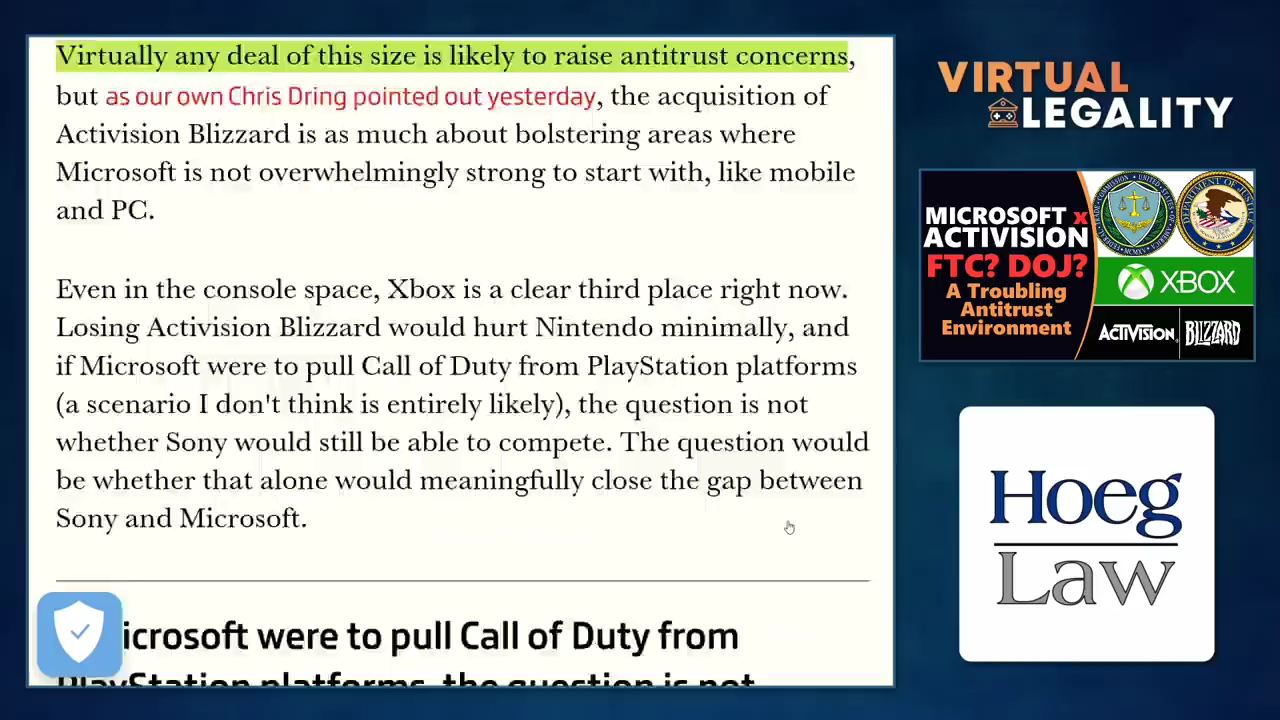 Virtually any deal of this size is likely to raise antitrust concerns,
but as our own Chris Dring pointed out yesterday, the acquisition of
Activision Blizzard is as much about bolstering areas where
Microsoft is not overwhelmingly strong to start with, like mobile
and PC.
Even in the console space, Xbox is a clear third place right now.
Losing Activision Blizzard would hurt Nintendo minimally, and
if Microsoft were to pull Call of Duty from PlayStation platforms
(a scenario I don't think is entirely likely), the question is not
whether Sony would still be able to compete. The question would
be whether that alone would meaningfully close the gap between
Sony and Microsoft.
icrosoft were to pull Call of Duty from
PlayStation platforms, the question is not
VIRTUAL
LEGALITY
MICROSOFT x
ACTIVISION
FTC? DOJ?
A Troubling
Antitrust
Environment
XBOX
ACTIVISION
BLIZZARD
Hoeg
Law